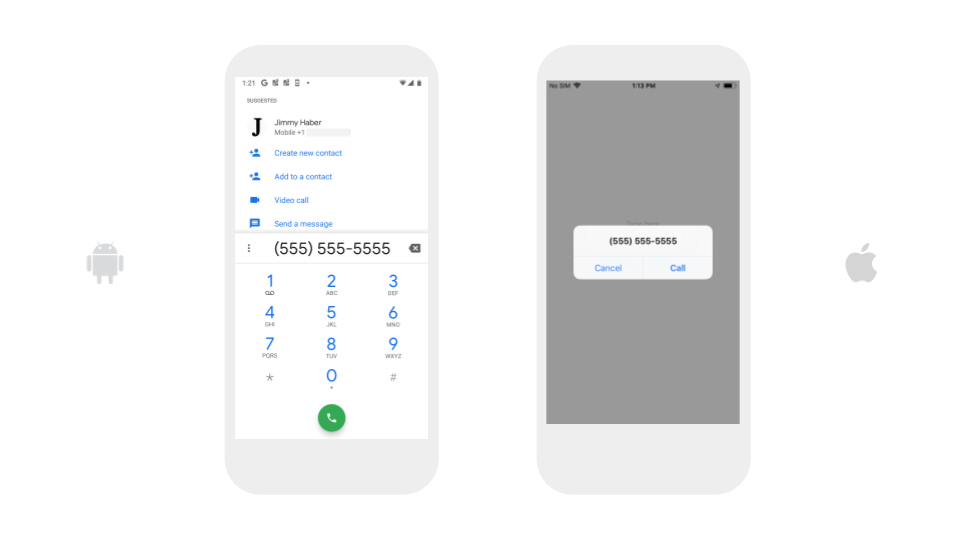 1:21
SUGGESTED
J
Jimmy Haber
Mobile +1
Create new contact
Add to a contact
Video call
Send a message
(555) 555-5555
1 2 3
ABC DEF
4 5 6
GHI JKL MNO
7 8 9
PQRS TUV WXYZ
* 0 #
+
No SIM 1:13 PM
(555) 555-5555
Cancel Call